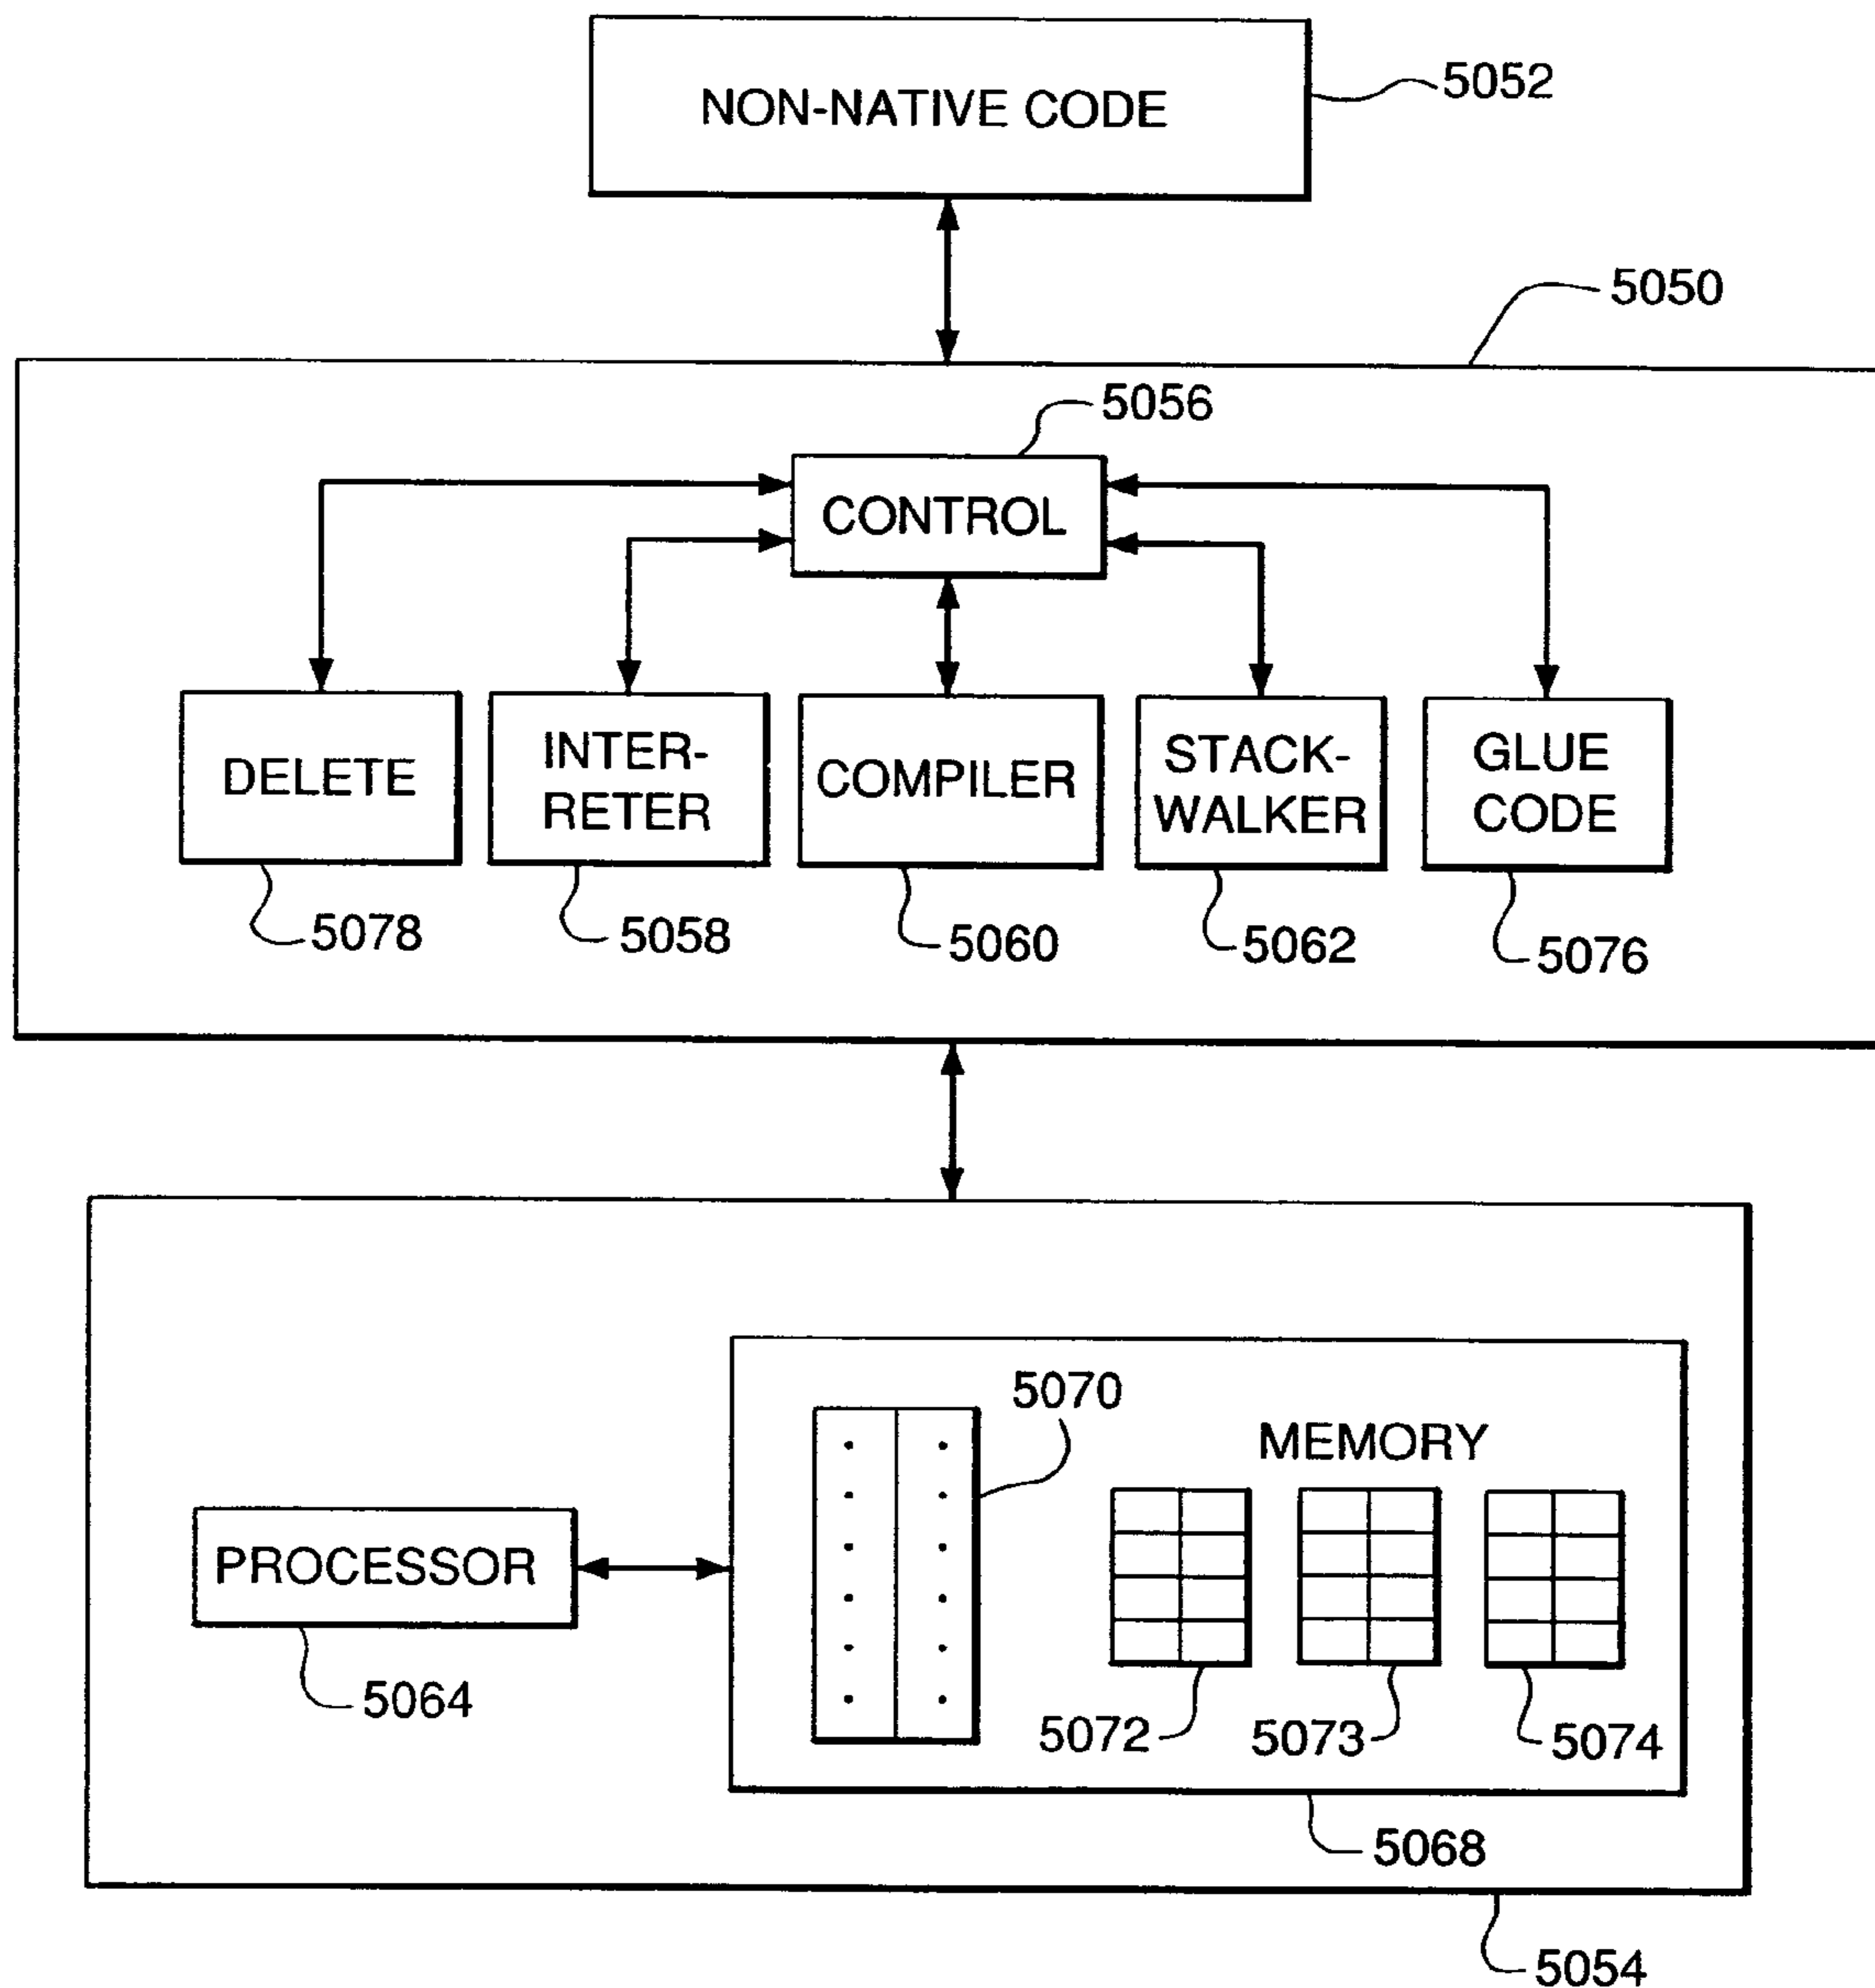 NON-NATIVE CODE
5052
5050
5056
CONTROL
DELETE
INTER-
RETER
COMPILER
STACK-
WALKER
GLUE
CODE
5078
5058
5060
5062
5076
5070
MEMORY
PROCESSOR
5064
5072
5073
5074
5068
5054